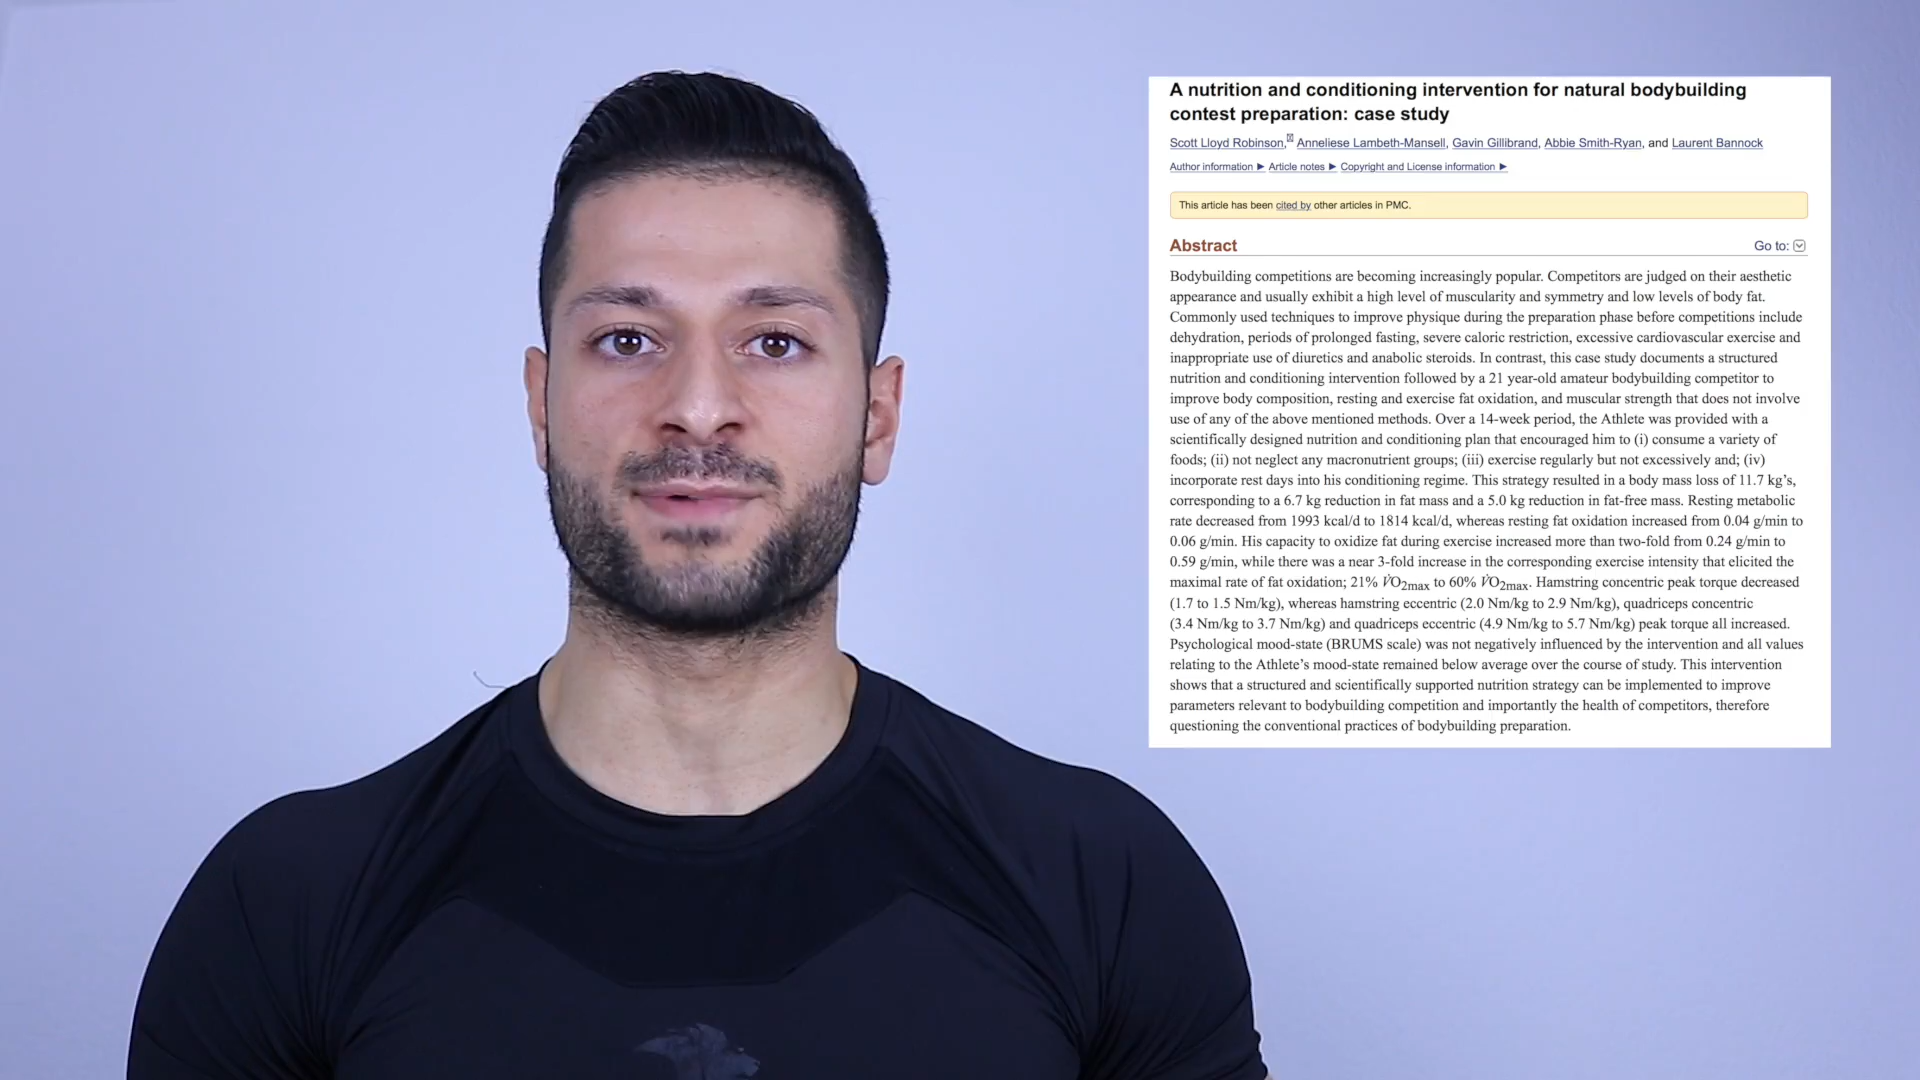 A nutrition and conditioning intervention for natural bodybuilding
contest preparation: case study
Scott Lloyd Robinson, Anneliese Lambeth-Mansell, Gavin Gillibrand, Abbie Smith-Ryan, and Laurent Bannock
Author information ► Article notes ► Copyright and License information ►
This article has been cited by other articles in PMC.
Abstract Go to:
Bodybuilding competitions are becoming increasingly popular. Competitors are judged on their aesthetic
appearance and usually exhibit a high level of muscularity and symmetry and low levels of body fat.
Commonly used techniques to improve physique during the preparation phase before competitions include
dehydration, periods of prolonged fasting, severe caloric restriction, excessive cardiovascular exercise and
inappropriate use of diuretics and anabolic steroids. In contrast, this case study documents a structured
nutrition and conditioning intervention followed by a 21 year-old amateur bodybuilding competitor to
improve body composition, resting and exercise fat oxidation, and muscular strength that does not involve
use of any of the above mentioned methods. Over a 14-week period, the Athlete was provided with a
scientifically designed nutrition and conditioning plan that encouraged him to (i) consume a variety of
foods; (ii) not neglect any macronutrient groups; (iii) exercise regularly but not excessively and; (iv)
incorporate rest days into his conditioning regime. This strategy resulted in a body mass loss of 11.7 kg’s,
corresponding to a 6.7 kg reduction in fat mass and a 5.0 kg reduction in fat-free mass. Resting metabolic
rate decreased from 1993 kcal/d to 1814 kcal/d, whereas resting fat oxidation increased from 0.04 g/min to
0.06 g/min. His capacity to oxidize fat during exercise increased more than two-fold from 0.24 g/min to
0.59 g/min, while there was a near 3-fold increase in the corresponding exercise intensity that elicited the
maximal rate of fat oxidation; 21% V̇O2max to 60% V̇O2max. Hamstring concentric peak torque decreased
(1.7 to 1.5 Nm/kg), whereas hamstring eccentric (2.0 Nm/kg to 2.9 Nm/kg), quadriceps concentric
(3.4 Nm/kg to 3.7 Nm/kg) and quadriceps eccentric (4.9 Nm/kg to 5.7 Nm/kg) peak torque all increased.
Psychological mood-state (BRUMS scale) was not negatively influenced by the intervention and all values
relating to the Athlete’s mood-state remained below average over the course of study. This intervention
shows that a structured and scientifically supported nutrition strategy can be implemented to improve
parameters relevant to bodybuilding competition and importantly the health of competitors, therefore
questioning the conventional practices of bodybuilding preparation.